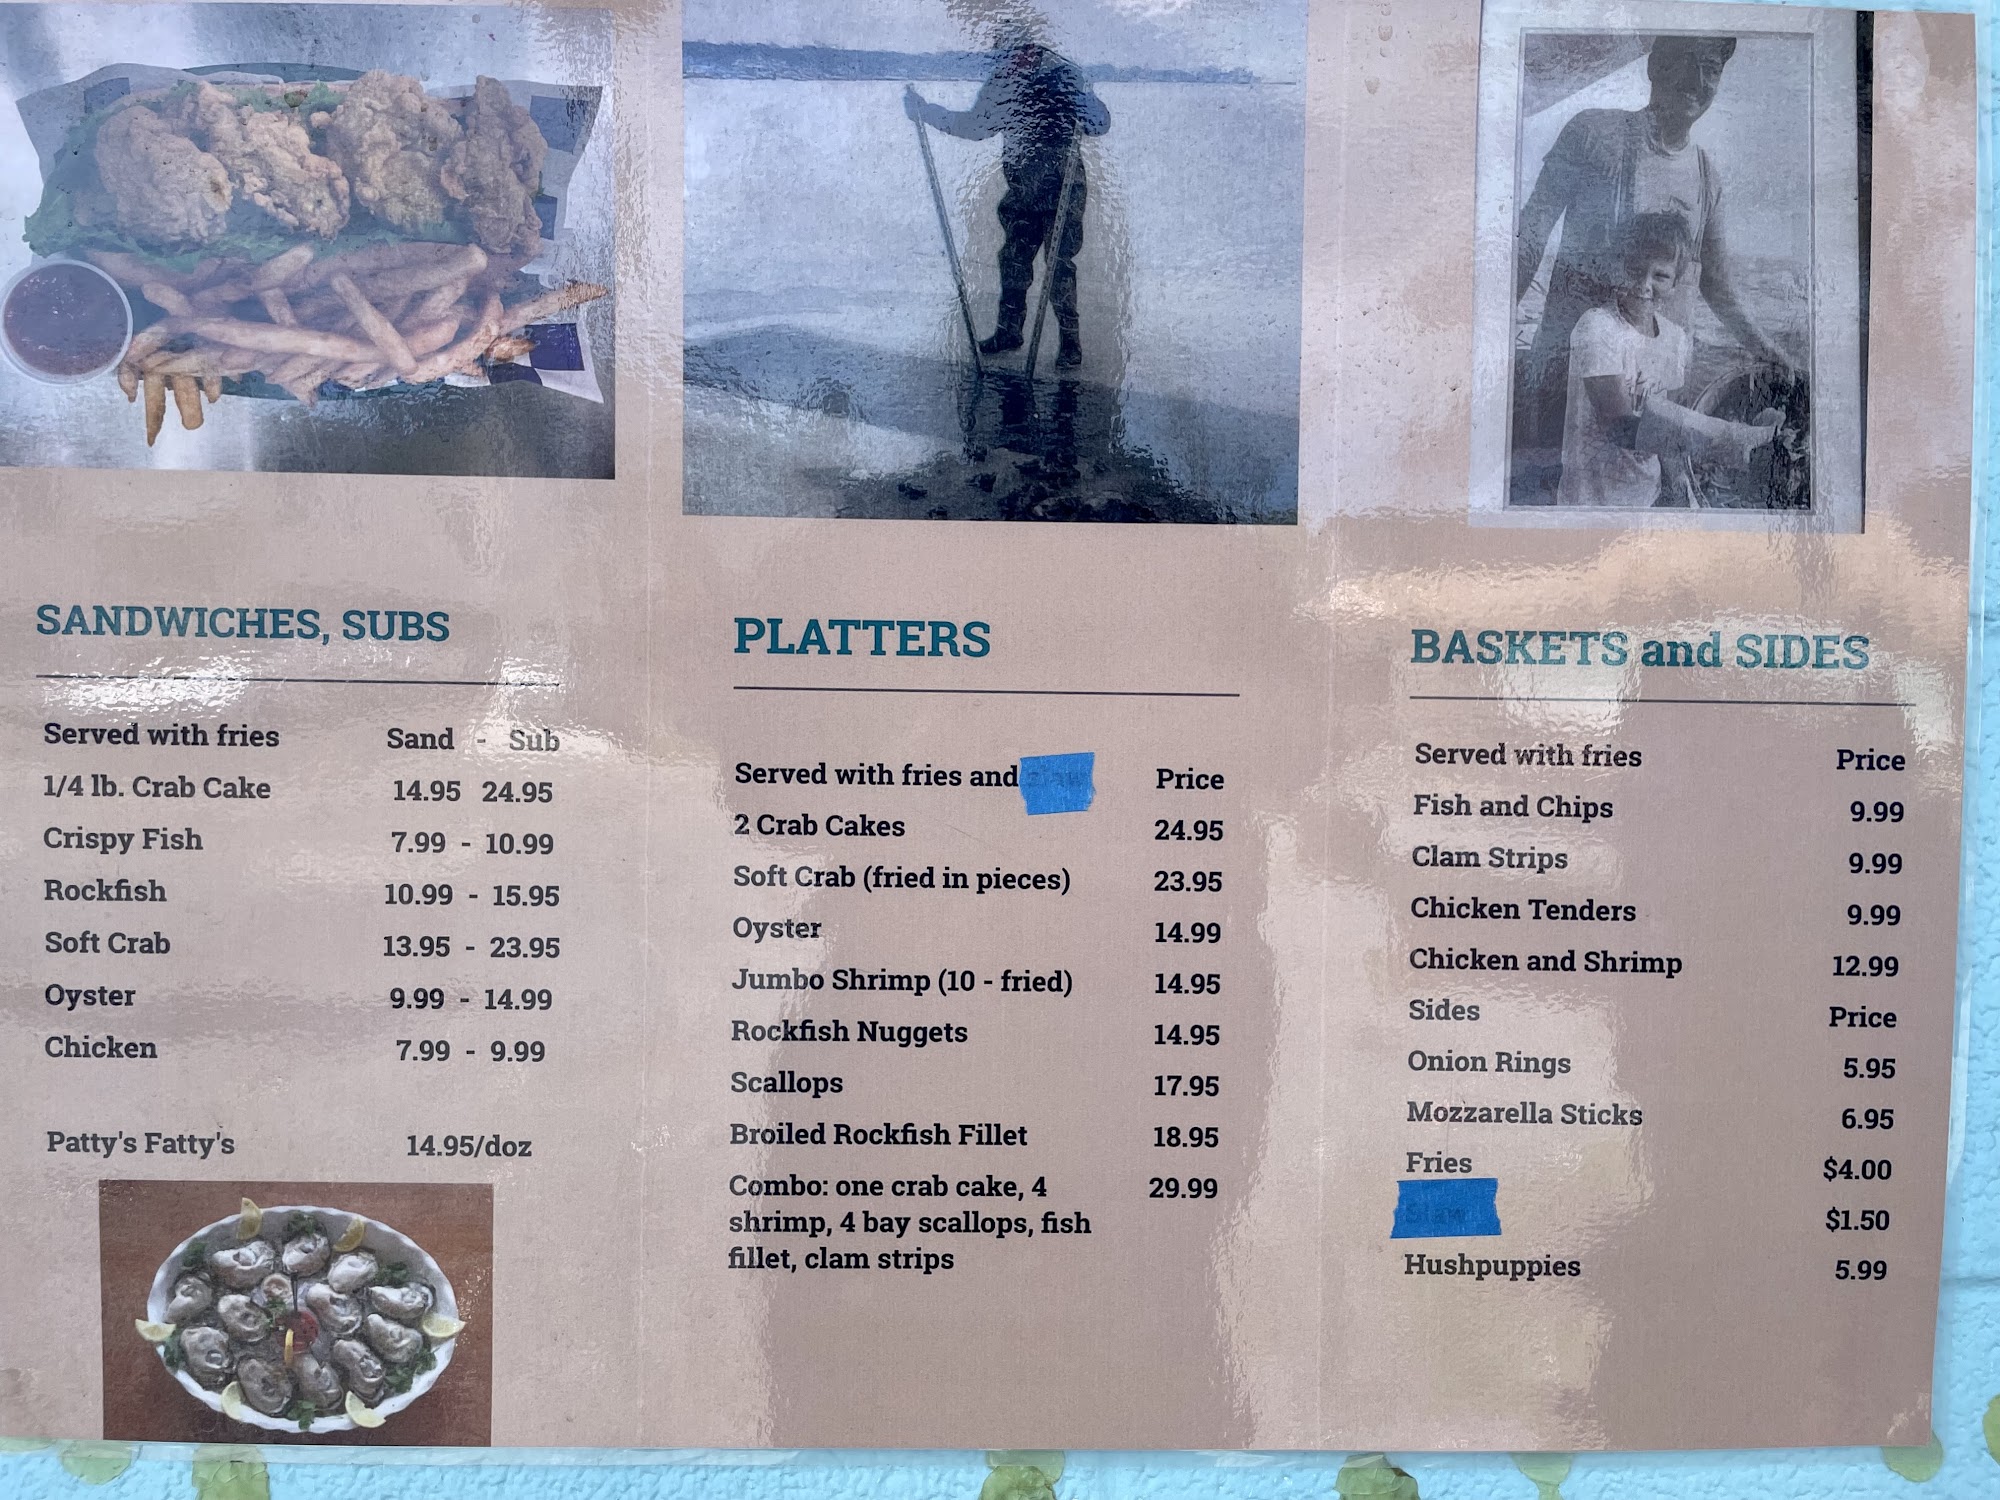 SANDWICHES, SUBS
Served with fries Sand - Sub
1/4 lb. Crab Cake 14.95 24.95
Crispy Fish 7.99 - 10.99
Rockfish 10.99 - 15.95
Soft Crab 13.95 - 23.95
Oyster 9.99 - 14.99
Chicken 7.99 - 9.99
Patty's Fatty's 14.95/doz
PLATTERS
Served with fries and slaw Price
2 Crab Cakes 24.95
Soft Crab (fried in pieces) 23.95
Oyster 14.99
Jumbo Shrimp (10 - fried) 14.95
Rockfish Nuggets 14.95
Scallops 17.95
Broiled Rockfish Fillet 18.95
Combo: one crab cake, 4 29.99
shrimp, 4 bay scallops, fish
fillet, clam strips
BASKETS and SIDES
Served with fries Price
Fish and Chips 9.99
Clam Strips 9.99
Chicken Tenders 9.99
Chicken and Shrimp 12.99
Sides Price
Onion Rings 5.95
Mozzarella Sticks 6.95
Fries $4.00
Slaw $1.50
Hushpuppies 5.99